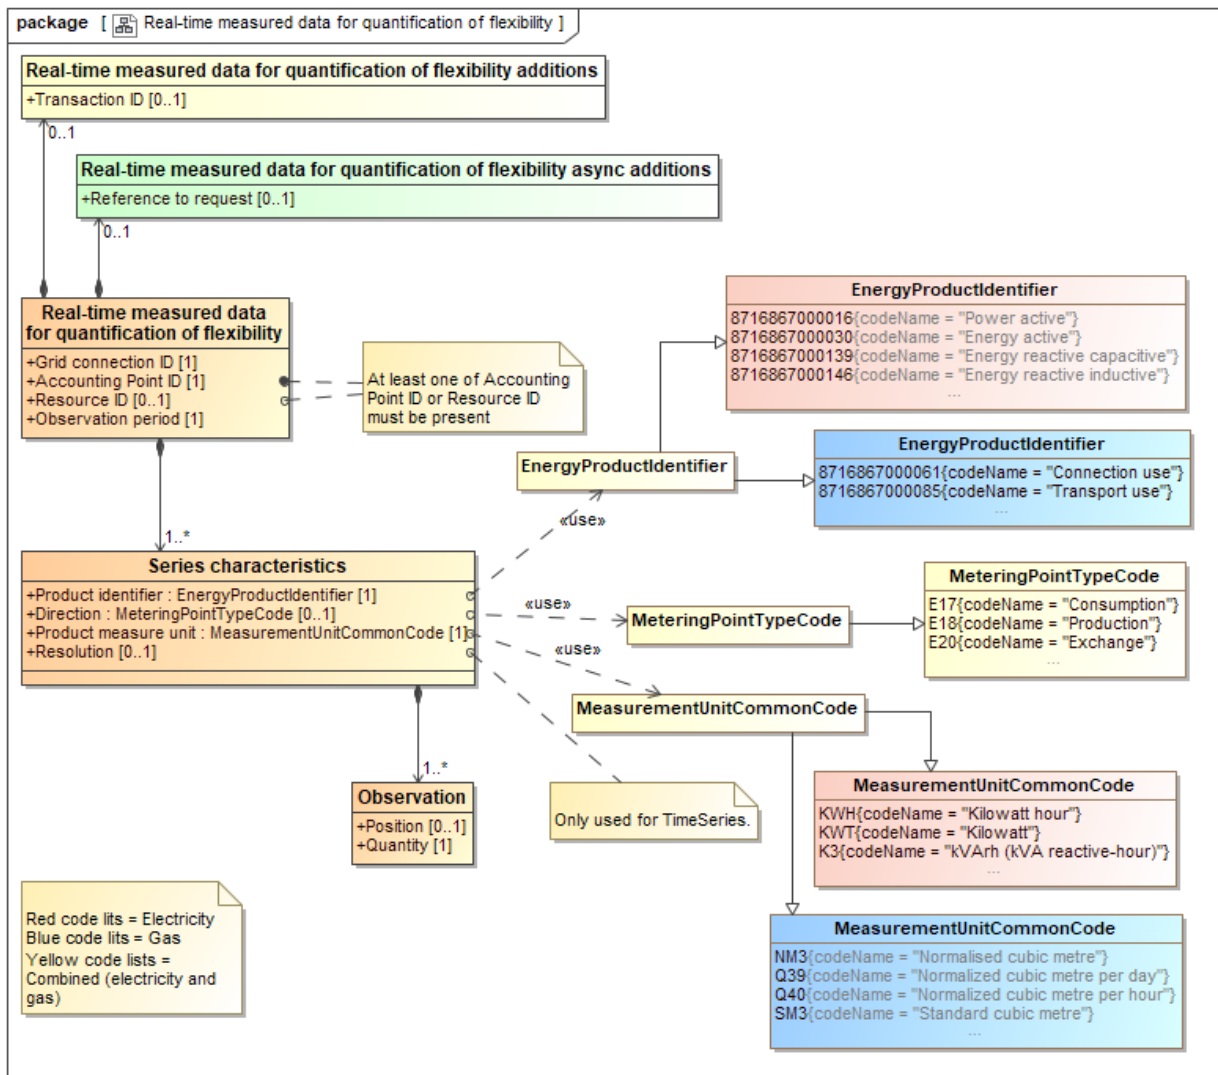 package [ Real-time measured data for quantification of flexibility ]
Real-time measured data for quantification of flexibility additions
+Transaction ID [0..1]
0..1
Real-time measured data for quantification of flexibility async additions
+Reference to request [0..1]
0..1
Real-time measured data
for quantification of flexibility
+Grid connection ID [1]
+Accounting Point ID [1]
+Resource ID [0..1]
+Observation period [1]
At least one of Accounting
Point ID or Resource ID
must be present
EnergyProductIdentifier
8716867000016{codeName = "Power active"}
8716867000030{codeName = "Energy active"}
8716867000139{codeName = "Energy reactive capacitive"}
8716867000146{codeName = "Energy reactive inductive"}
...
EnergyProductIdentifier
EnergyProductIdentifier
8716867000061{codeName = "Connection use"}
8716867000085{codeName = "Transport use"}
...
«use»
1..*
Series characteristics
+Product identifier : EnergyProductIdentifier [1]
+Direction : MeteringPointTypeCode [0..1]
+Product measure unit : MeasurementUnitCommonCode [1]
+Resolution [0..1]
«use»
«use»
MeteringPointTypeCode
MeteringPointTypeCode
E17{codeName = "Consumption"}
E18{codeName = "Production"}
E20{codeName = "Exchange"}
...
MeasurementUnitCommonCode
1..*
Observation
+Position [0..1]
+Quantity [1]
Only used for TimeSeries.
MeasurementUnitCommonCode
KWH{codeName = "Kilowatt hour"}
KWT{codeName = "Kilowatt"}
K3{codeName = "kVArh (kVA reactive-hour)"}
...
Red code lits = Electricity
Blue code lits = Gas
Yellow code lists =
Combined (electricity and
gas)
MeasurementUnitCommonCode
NM3{codeName = "Normalised cubic metre"}
Q39{codeName = "Normalized cubic metre per day"}
Q40{codeName = "Normalized cubic metre per hour"}
SM3{codeName = "Standard cubic metre"}
...